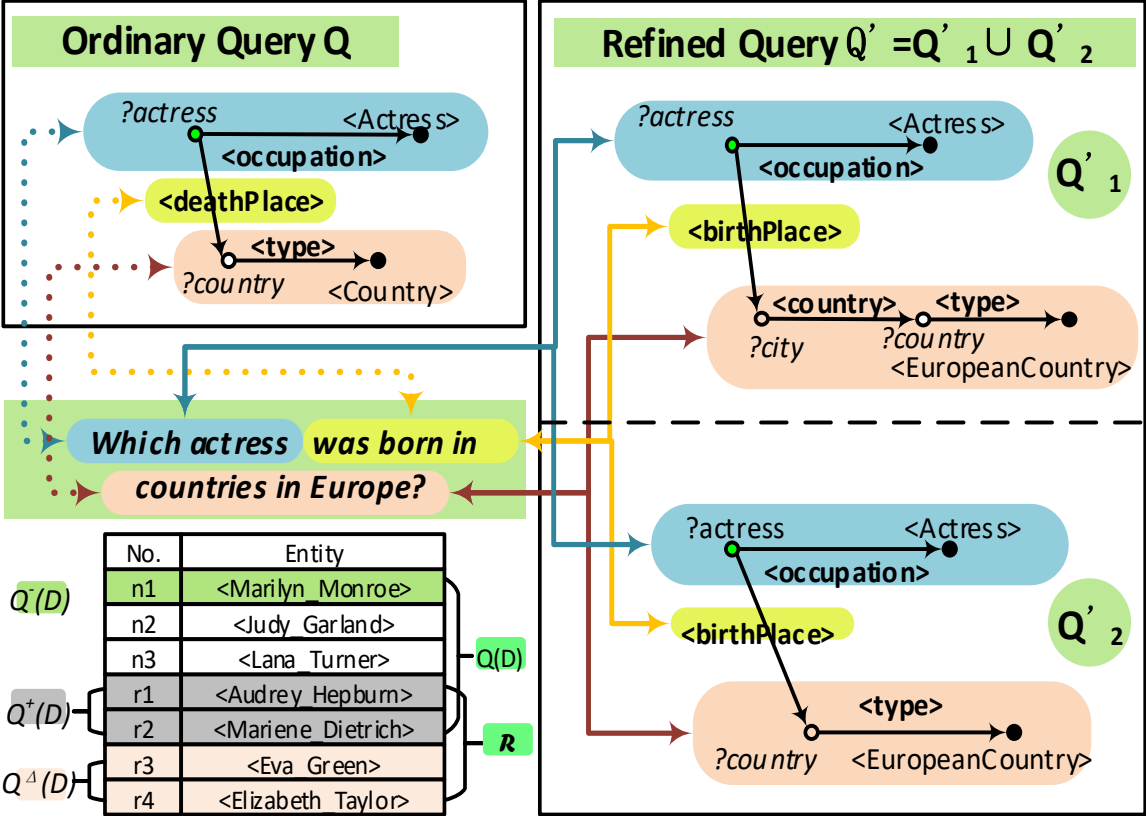 Ordinary Query Q
?actress
<Actress>
<occupation>
<deathPlace>
<type>
?country
<Country>
Refined Query Q' =Q'1 ∪ Q'2
?actress
<Actress>
<occupation>
Q'1
<birthPlace>
<country>
<type>
?city
?country
<EuropeanCountry>
Which actress was born in
countries in Europe?
?actress
<Actress>
<occupation>
Q'2
<birthPlace>
<type>
?country
<EuropeanCountry>
No. Entity
n1 <Marilyn_Monroe>
n2 <Judy_Garland>
n3 <Lana_Turner>
r1 <Audrey_Hepburn>
r2 <Mariene_Dietrich>
r3 <Eva_Green>
r4 <Elizabeth_Taylor>
Q⁻(D)
Q⁺(D)
Q^Δ(D)
Q(D)
R